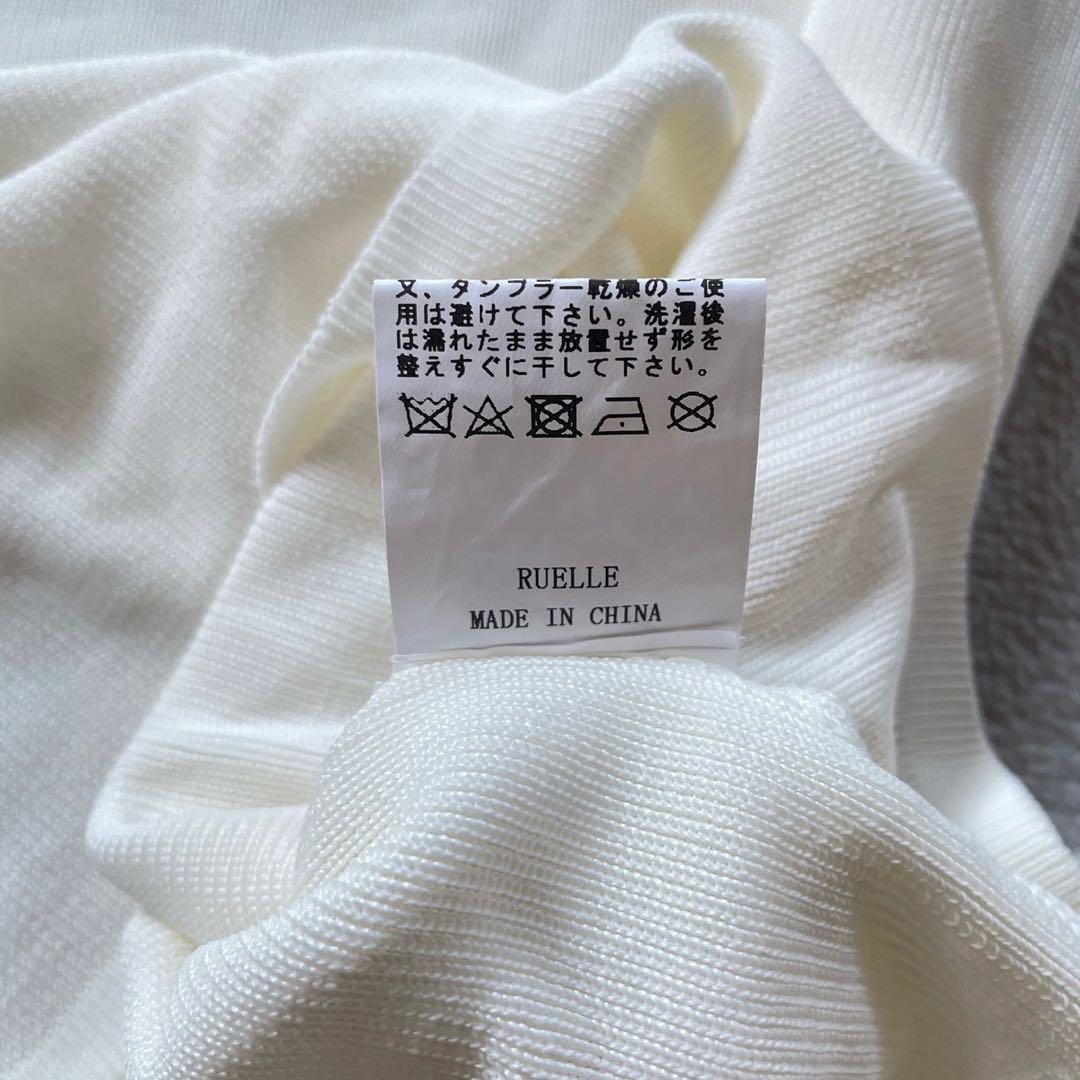 又、タンブラー乾燥のご使
用は避けて下さい。洗濯後
は濡れたまま放置せず形を
整えすぐに干して下さい。
RUELLE
MADE IN CHINA